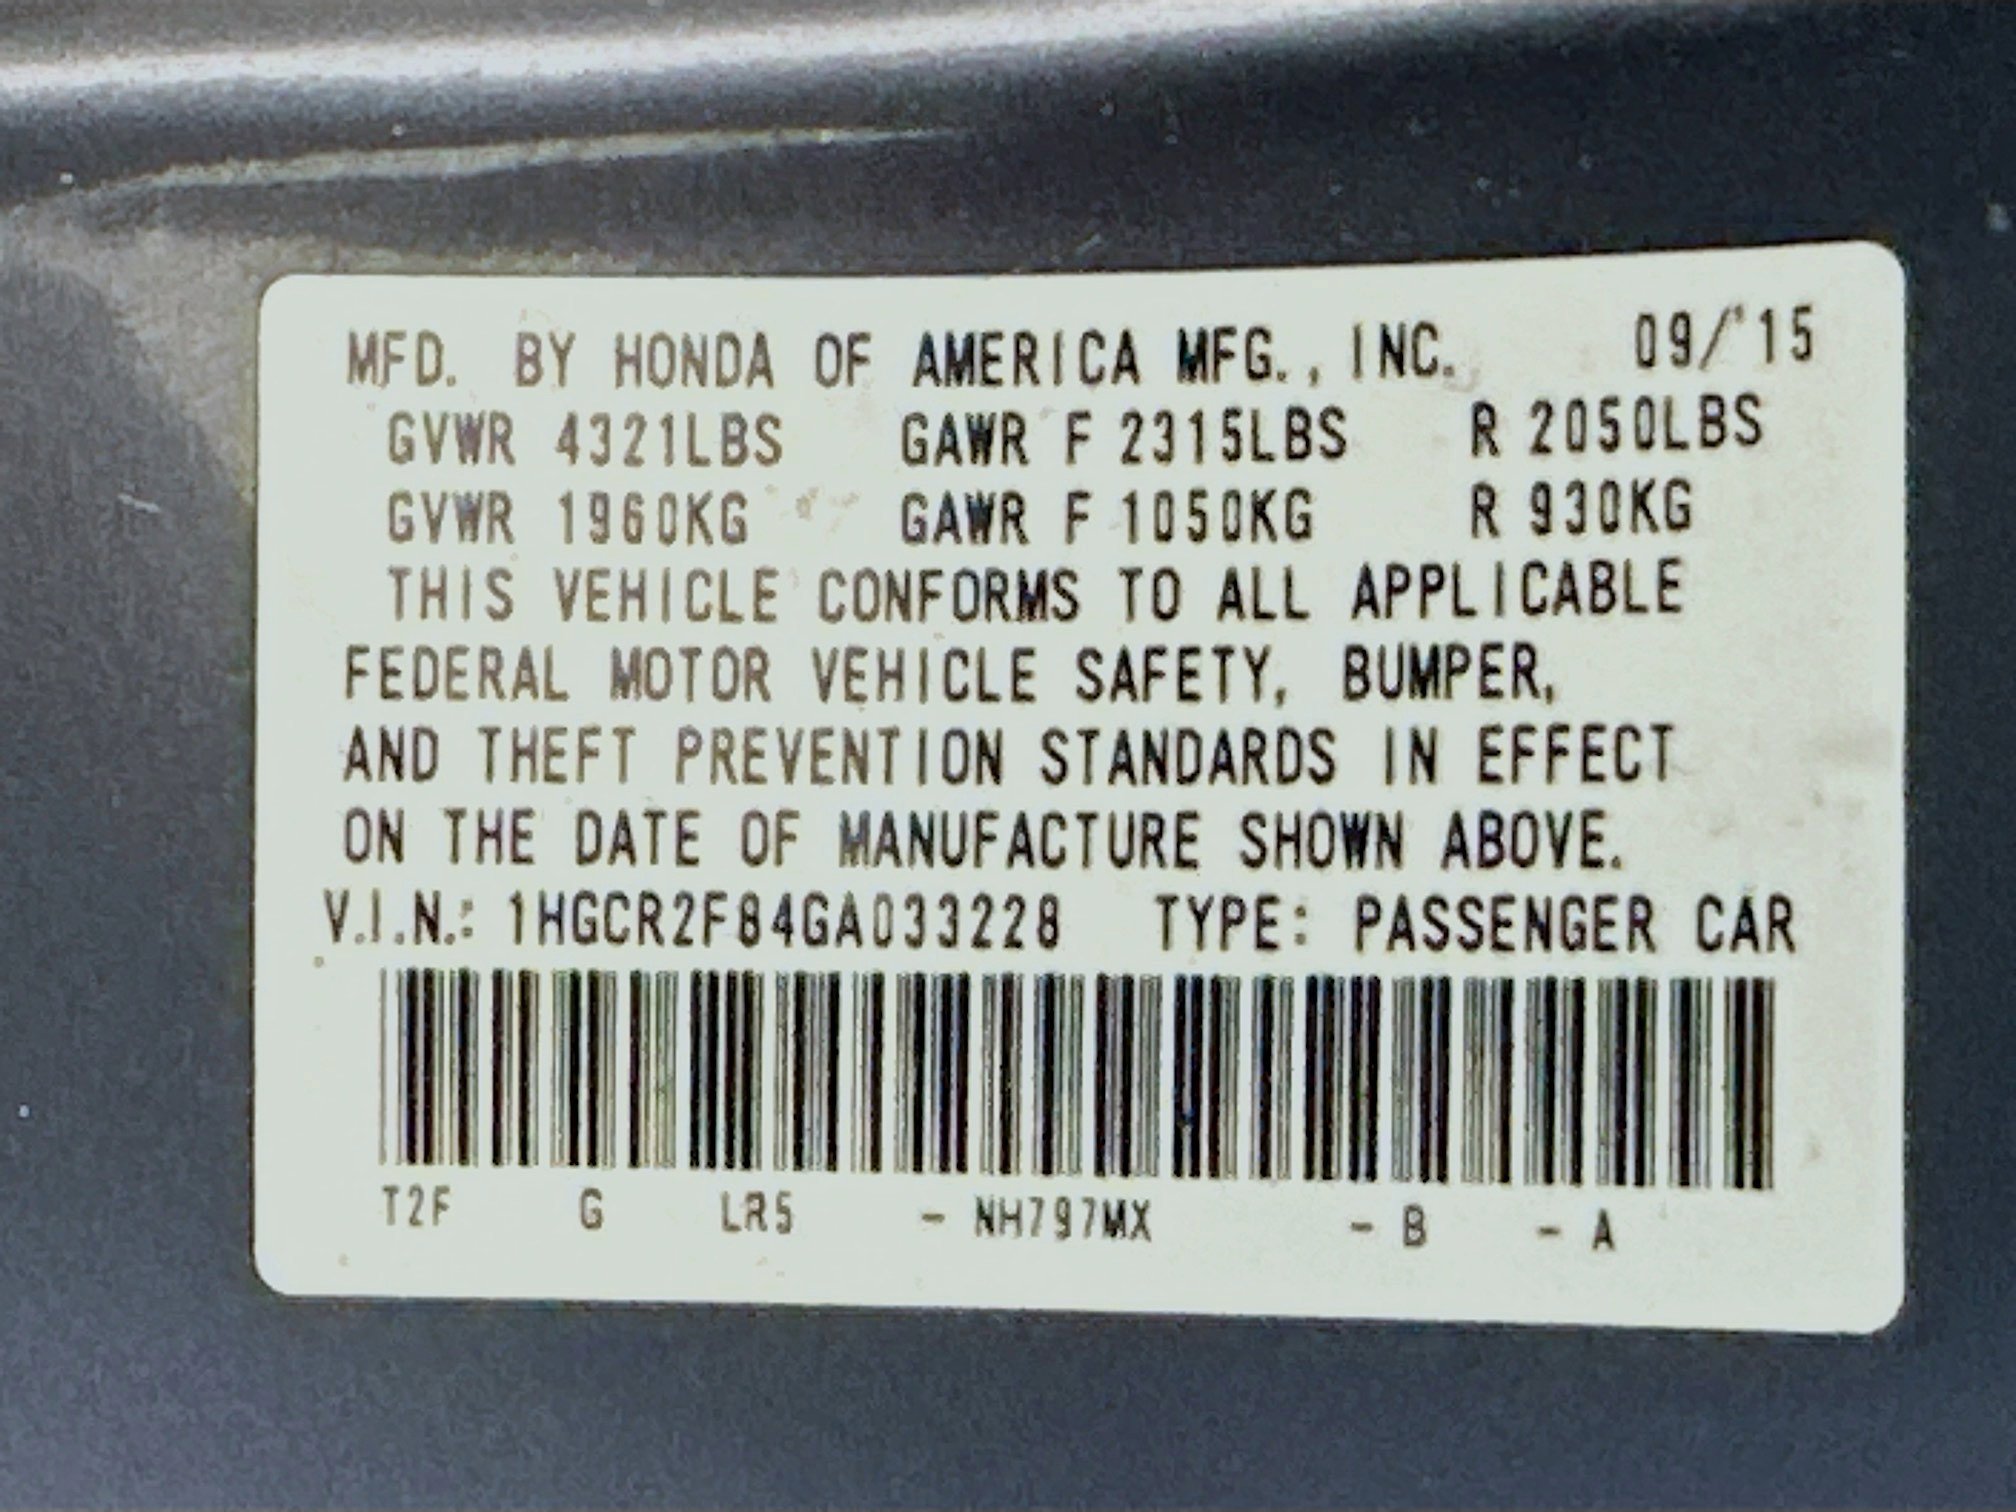 MFD. BY HONDA OF AMERICA MFG., INC. 09/'15
GVWR 4321LBS GAWR F 2315LBS R 2050LBS
GVWR 1960KG GAWR F 1050KG R 930KG
THIS VEHICLE CONFORMS TO ALL APPLICABLE
FEDERAL MOTOR VEHICLE SAFETY, BUMPER,
AND THEFT PREVENTION STANDARDS IN EFFECT
ON THE DATE OF MANUFACTURE SHOWN ABOVE.
V.I.N.: 1HGCR2F84GA033228 TYPE: PASSENGER CAR
T2F G LR5 - NH797MX - B - A